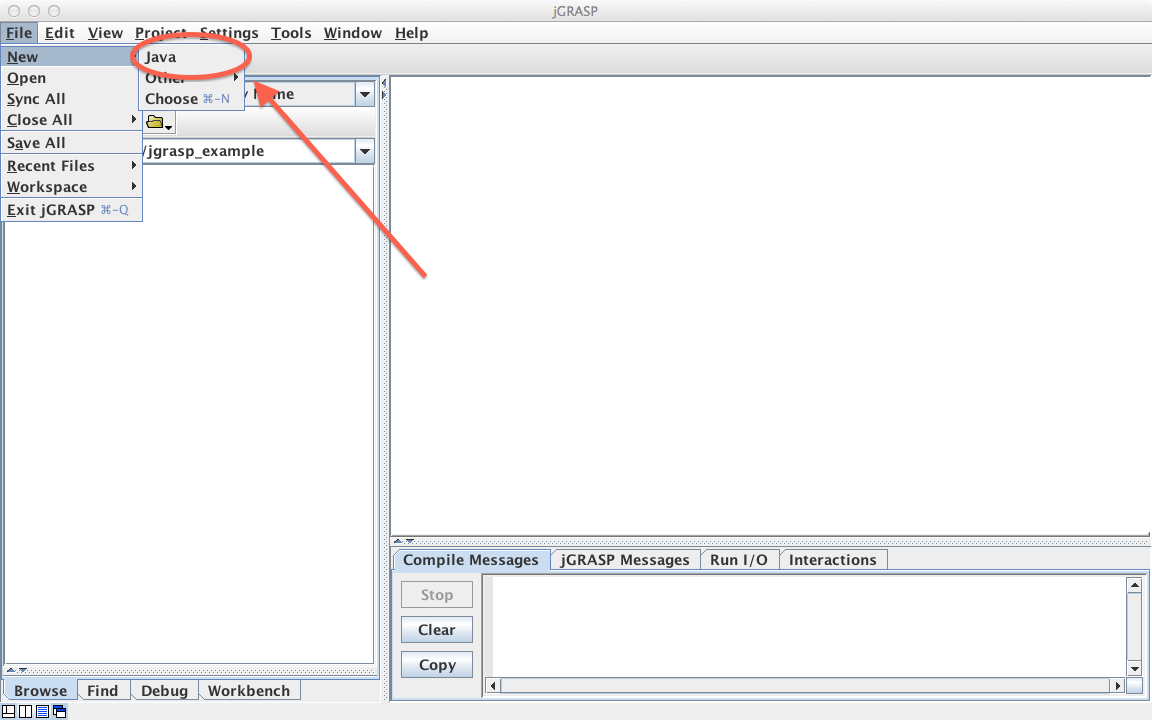 jGRASP
File Edit View Project Settings Tools Window Help
New
Java
Open
Other
Sync All
Choose ⌘-N
Close All
Save All
/jgrasp_example
Recent Files
Workspace
Exit jGRASP ⌘-Q
Compile Messages jGRASP Messages Run I/O Interactions
Stop
Clear
Copy
Browse Find Debug Workbench